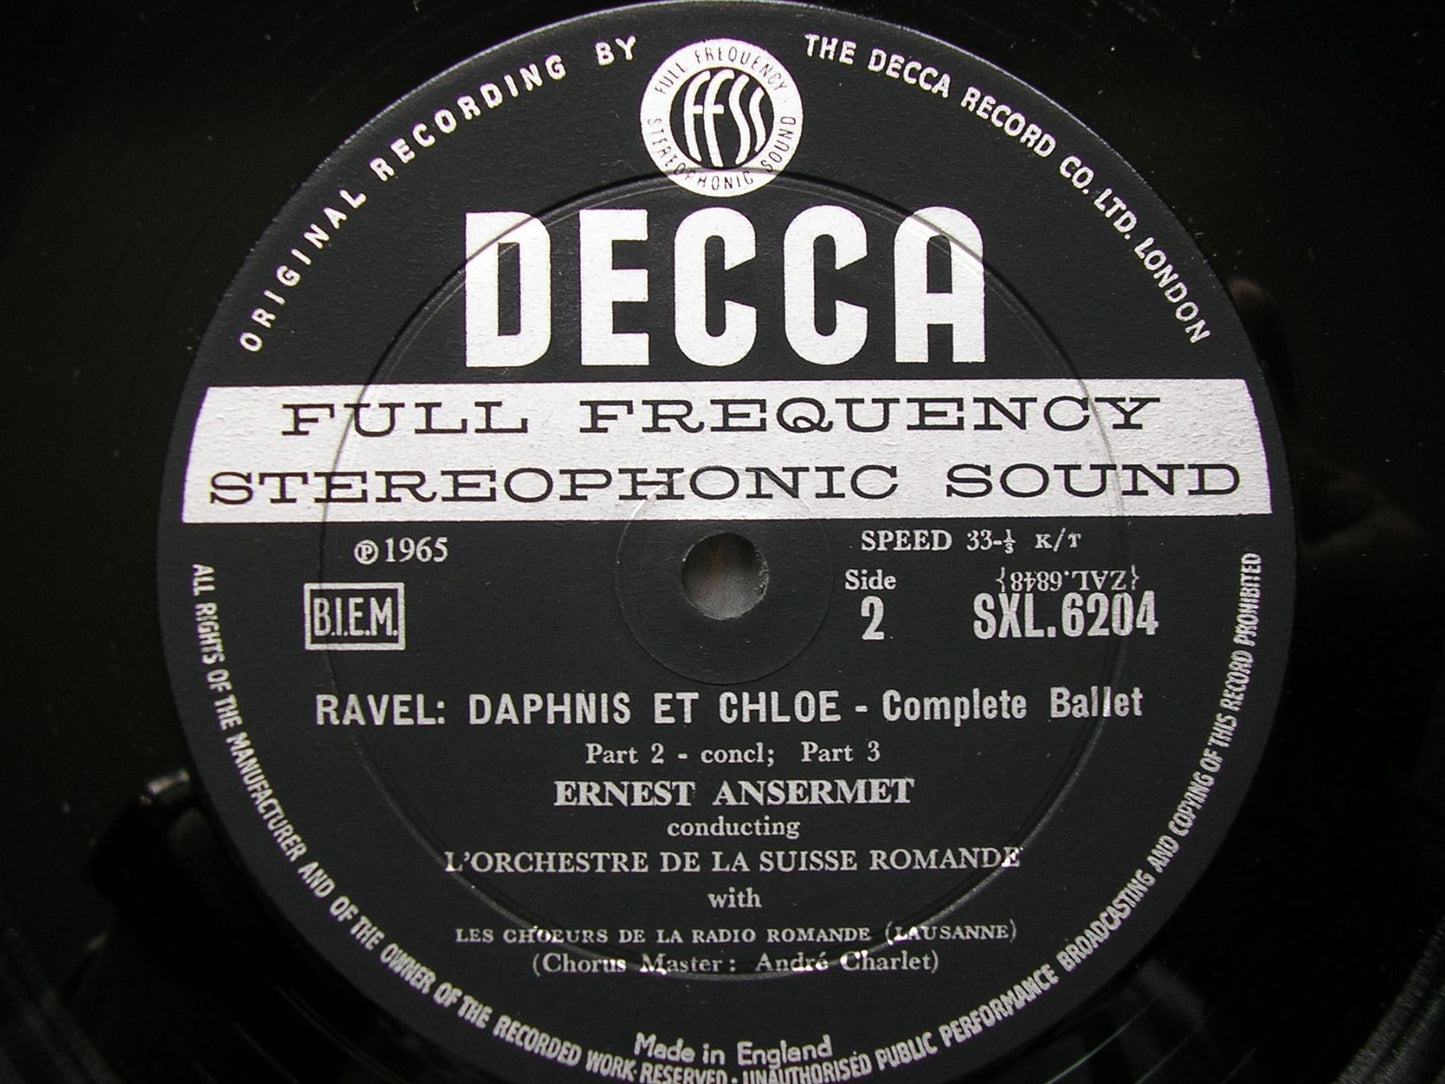 ORIGINAL RECORDING BY THE DECCA RECORD CO. LTD. LONDON
FULL FREQUENCY
ffss
STEREOPHONIC SOUND
DECCA
FULL FREQUENCY
STEREOPHONIC SOUND
℗1965
SPEED 33-⅓ K/T
B.I.E.M.
Side
2
{ZAL.6848}
SXL.6204
RAVEL: DAPHNIS ET CHLOE - Complete Ballet
Part 2 - concl; Part 3
ERNEST ANSERMET
conducting
L'ORCHESTRE DE LA SUISSE ROMANDE
with
LES CHŒURS DE LA RADIO ROMANDE (LAUSANNE)
(Chorus Master: André Charlet)
Made in England
ALL RIGHTS OF THE MANUFACTURER AND OF THE OWNER OF THE RECORDED WORK RESERVED · UNAUTHORISED PUBLIC PERFORMANCE BROADCASTING AND COPYING OF THIS RECORD PROHIBITED